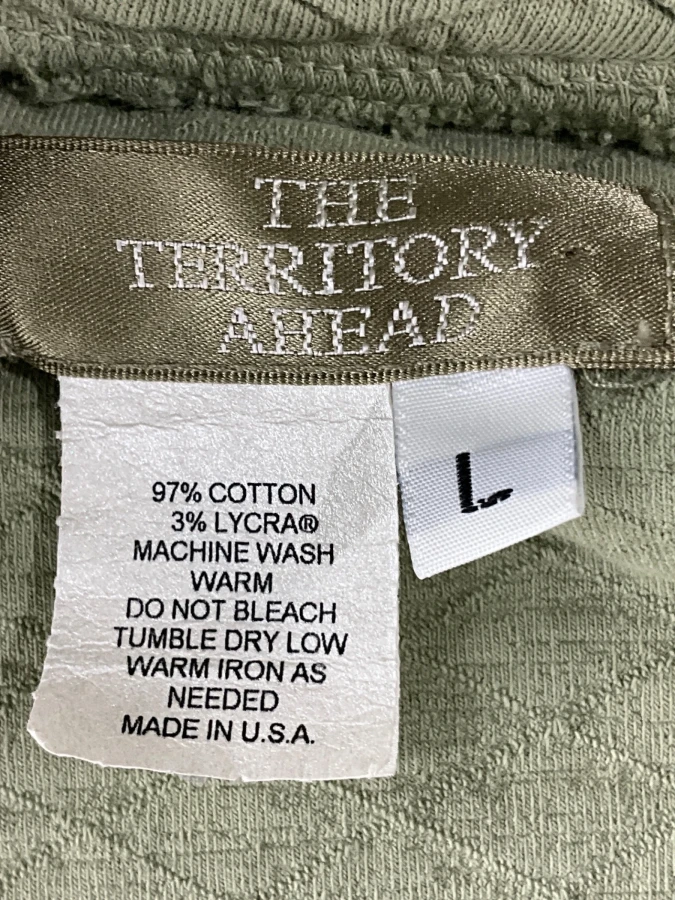 THE
TERRITORY
AHEAD
L
97% COTTON
3% LYCRA®
MACHINE WASH
WARM
DO NOT BLEACH
TUMBLE DRY LOW
WARM IRON AS
NEEDED
MADE IN U.S.A.